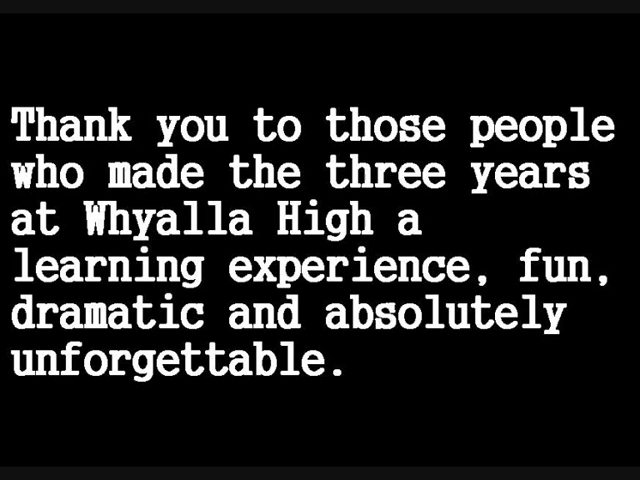 Thank you to those people
who made the three years
at Whyalla High a
learning experience, fun,
dramatic and absolutely
unforgettable.